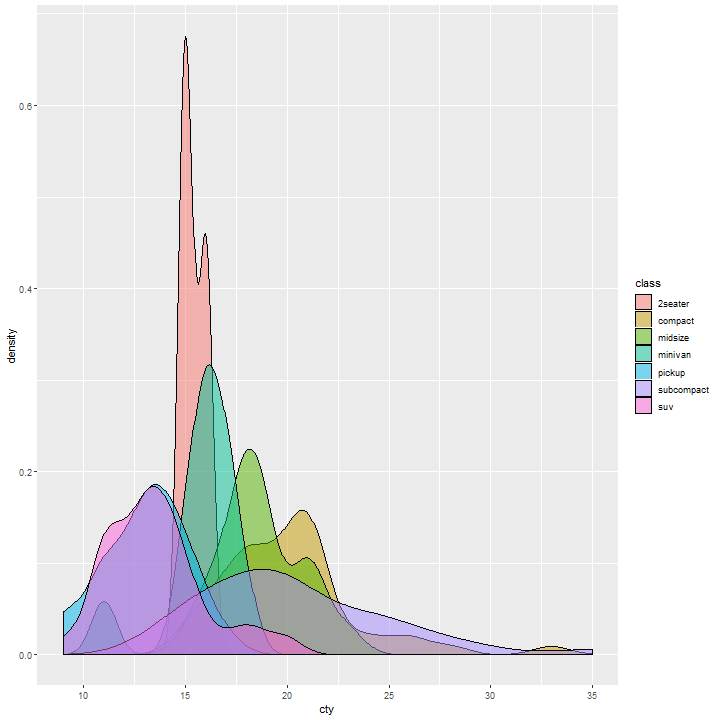 0.6
0.4
0.2
0.0
density
10 15 20 25 30 35
cty
class
2seater
compact
midsize
minivan
pickup
subcompact
suv